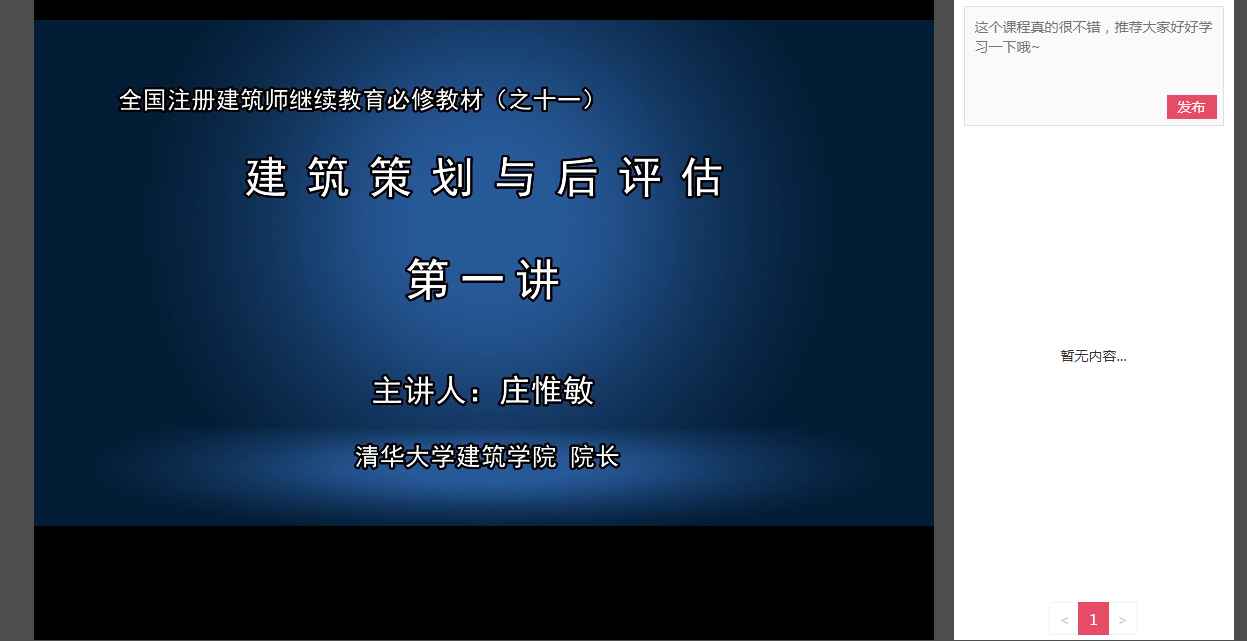 全国注册建筑师继续教育必修教材（之十一）
建筑策划与后评估
第一讲
主讲人：庄惟敏
清华大学建筑学院 院长
这个课程真的很不错，推荐大家好好学
习一下哦~
发布
暂无内容...
< 1 >